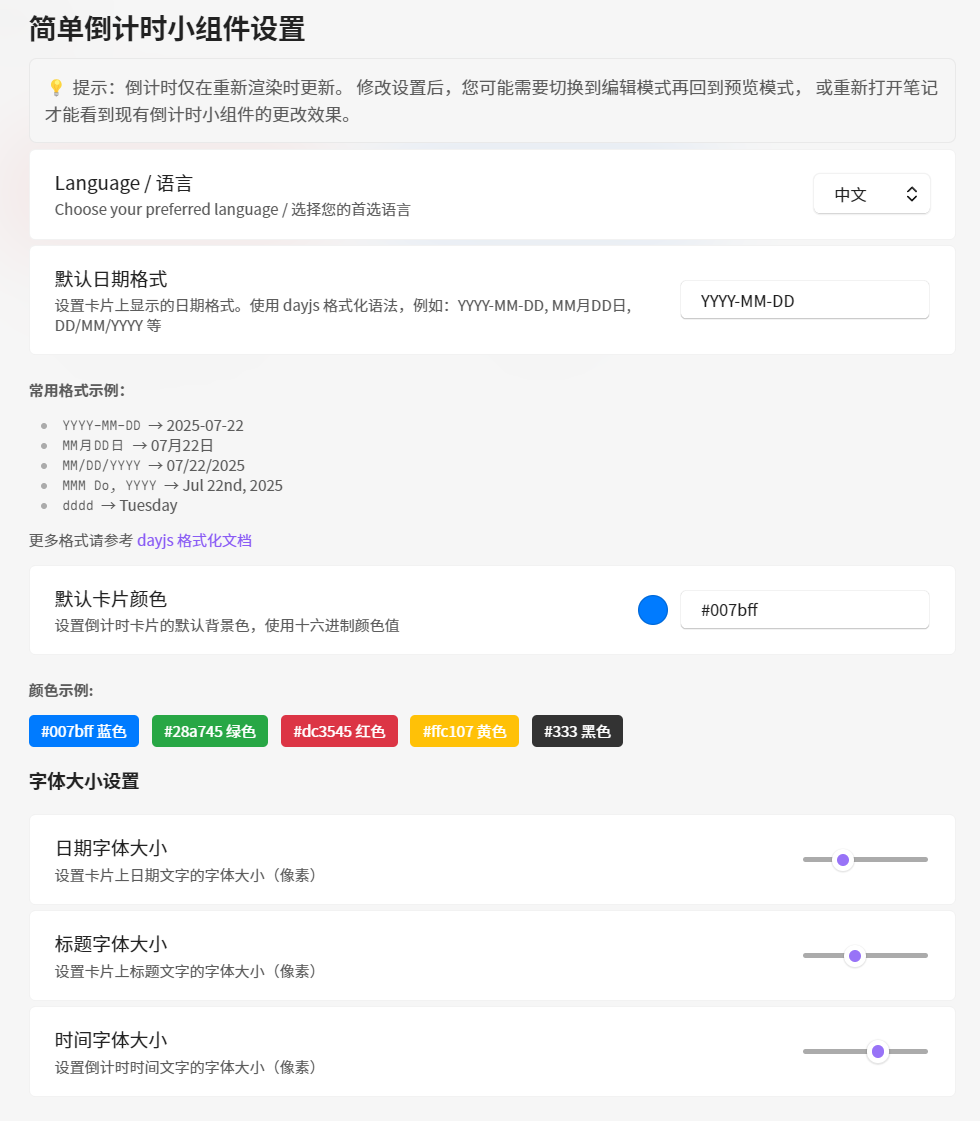 简单倒计时小组件设置
💡 提示：倒计时仅在重新渲染时更新。 修改设置后，您可能需要切换到编辑模式再回到预览模式， 或重新打开笔记
才能看到现有倒计时小组件的更改效果。
Language / 语言
Choose your preferred language / 选择您的首选语言
中文
默认日期格式
设置卡片上显示的日期格式。使用 dayjs 格式化语法，例如：YYYY-MM-DD, MM月DD日,
DD/MM/YYYY 等
YYYY-MM-DD
常用格式示例：
YYYY-MM-DD → 2025-07-22
MM月DD日 → 07月22日
MM/DD/YYYY → 07/22/2025
MMM Do, YYYY → Jul 22nd, 2025
dddd → Tuesday
更多格式请参考 dayjs 格式化文档
默认卡片颜色
设置倒计时卡片的默认背景色，使用十六进制颜色值
#007bff
颜色示例:
#007bff 蓝色 #28a745 绿色 #dc3545 红色 #ffc107 黄色 #333 黑色
字体大小设置
日期字体大小
设置卡片上日期文字的字体大小（像素）
标题字体大小
设置卡片上标题文字的字体大小（像素）
时间字体大小
设置倒计时时间文字的字体大小（像素）